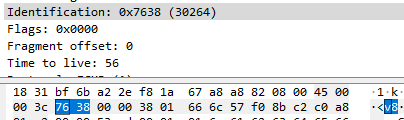 Identification: 0x7638 (30264)
Flags: 0x0000
Fragment offset: 0
Time to live: 56
18 31 bf 6b a2 2e f8 1a 67 a8 a8 82 08 00 45 00 ·1·k·
00 3c 76 38 00 00 38 01 66 6c 57 f0 8b c2 c0 a8 ·<v8·